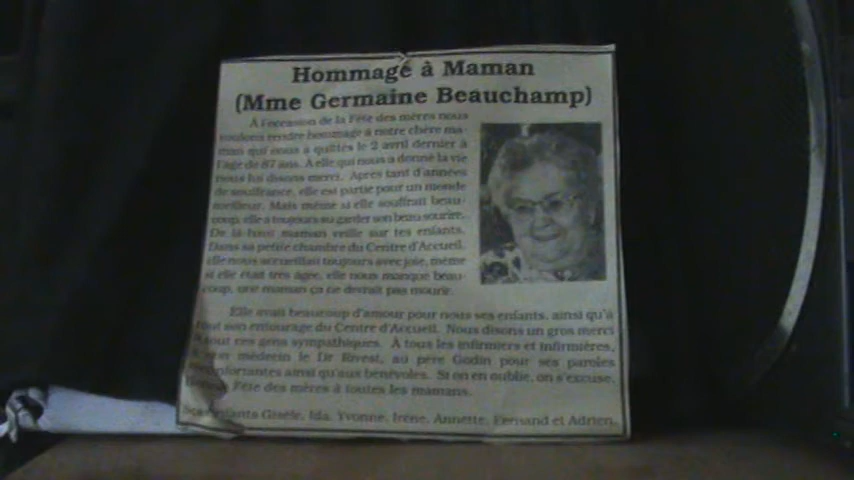 Hommage à Maman
(Mme Germaine Beauchamp)
À l'occasion de la Fête des mères nous
voulons rendre hommage à notre chère ma-
man qui nous a quittés le 2 avril dernier à
l'âge de 87 ans. À elle qui nous a donné la vie
nous lui disons merci. Après tant d'années
de souffrance, elle est partie pour un monde
meilleur. Mais même si elle souffrait beau-
coup, elle a toujours su garder son beau sourire.
De là-haut maman veille sur tes enfants.
Dans sa petite chambre du Centre d'Accueil,
elle nous accueillait toujours avec joie, même
si elle était très âgée, elle nous manque beau-
coup, une maman ça ne devrait pas mourir.
Elle avait beaucoup d'amour pour nous ses enfants, ainsi qu'à
tout son entourage du Centre d'Accueil. Nous disons un gros merci
à tout ces gens sympathiques. À tous les infirmiers et infirmières,
à son médecin le Dr Rivest, au père Godin pour ses paroles
réconfortantes ainsi qu'aux bénévoles. Si on en oublie, on s'excuse.
Bonne Fête des mères à toutes les mamans.
Ses enfants Gisèle, Ida, Yvonne, Irène, Annette, Fernand et Adrien.